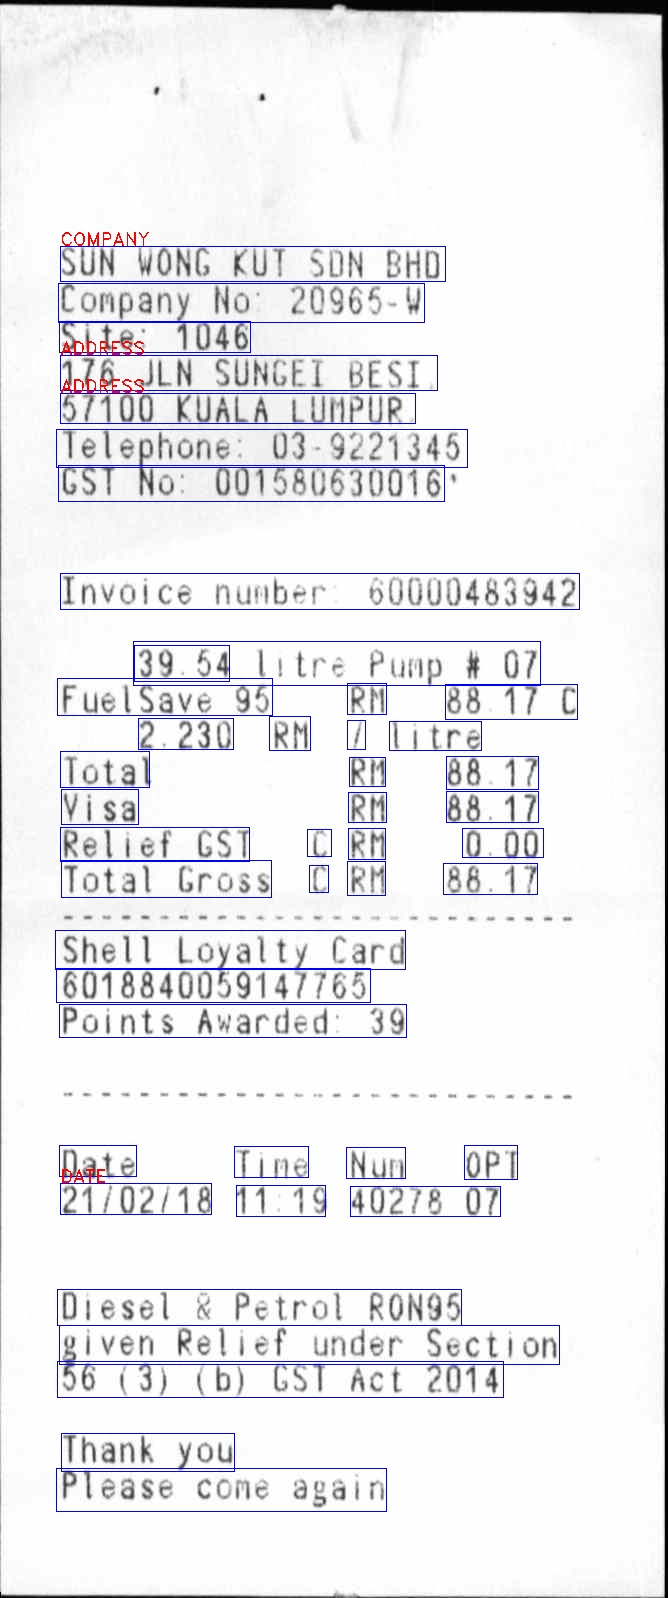 COMPANY
SUN WONG KUT SDN BHD
Company No: 20965-W
Site: 1046
ADDRESS
176 JLN SUNGEI BESI.
ADDRESS
57100 KUALA LUMPUR.
Telephone: 03-9221345
GST No: 001580630016
Invoice number: 60000483942
39.54 litre Pump # 07
FuelSave 95 RM 88.17 C
2.230 RM / litre
Total RM 88.17
Visa RM 88.17
Relief GST C RM 0.00
Total Gross C RM 88.17
----------------------------
Shell Loyalty Card
6018840059147765
Points Awarded: 39
----------------------------
Date Time Num OPT
DATE
21/02/18 11:19 40278 07
Diesel & Petrol RON95
given Relief under Section
56 (3) (b) GST Act 2014
Thank you
Please come again